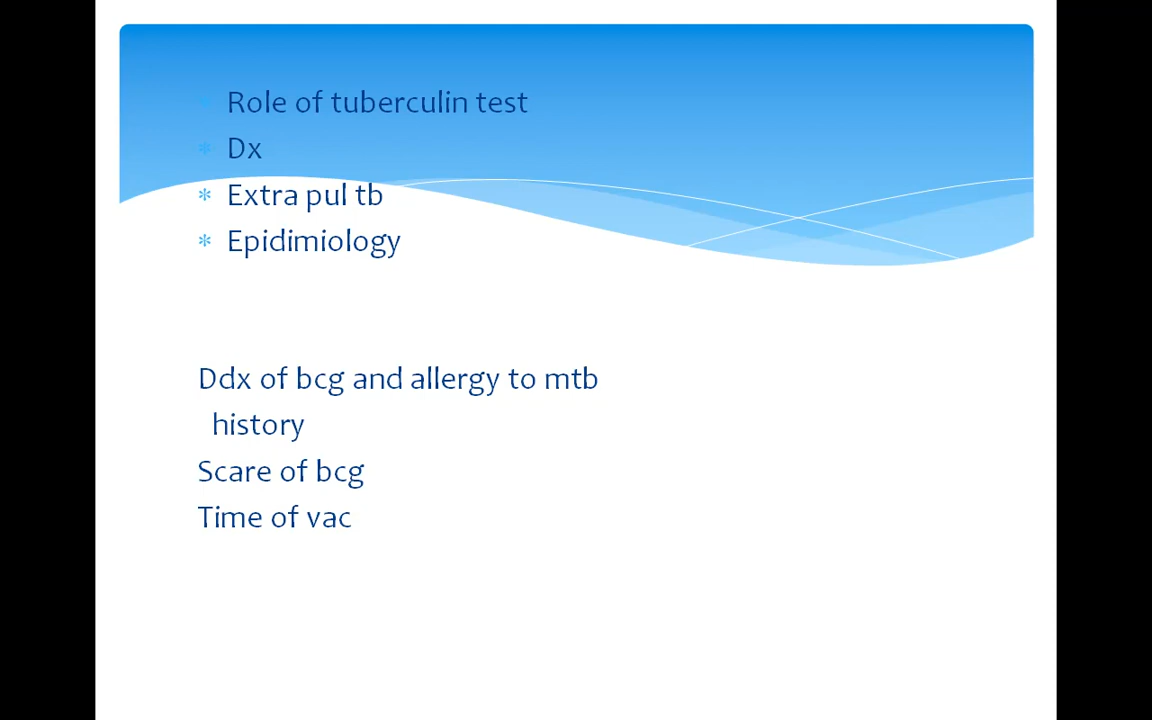 * Role of tuberculin test
* Dx
* Extra pul tb
* Epidimiology
Ddx of bcg and allergy to mtb
history
Scare of bcg
Time of vac